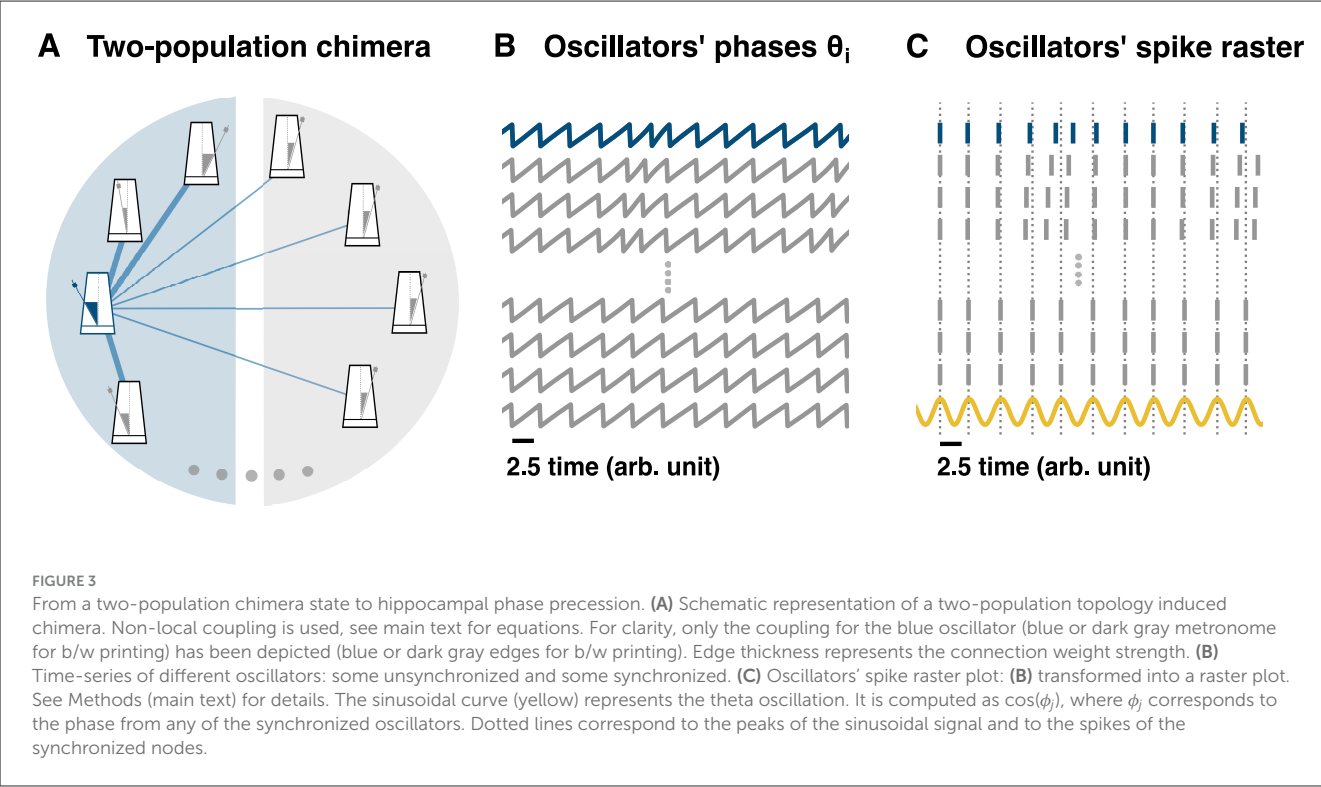 A Two-population chimera
B Oscillators' phases θi
C Oscillators' spike raster
2.5 time (arb. unit)
2.5 time (arb. unit)
FIGURE 3
From a two-population chimera state to hippocampal phase precession. (A) Schematic representation of a two-population topology induced
chimera. Non-local coupling is used, see main text for equations. For clarity, only the coupling for the blue oscillator (blue or dark gray metronome
for b/w printing) has been depicted (blue or dark gray edges for b/w printing). Edge thickness represents the connection weight strength. (B)
Time-series of different oscillators: some unsynchronized and some synchronized. (C) Oscillators' spike raster plot: (B) transformed into a raster plot.
See Methods (main text) for details. The sinusoidal curve (yellow) represents the theta oscillation. It is computed as cos(ϕj), where ϕj corresponds to
the phase from any of the synchronized oscillators. Dotted lines correspond to the peaks of the sinusoidal signal and to the spikes of the
synchronized nodes.